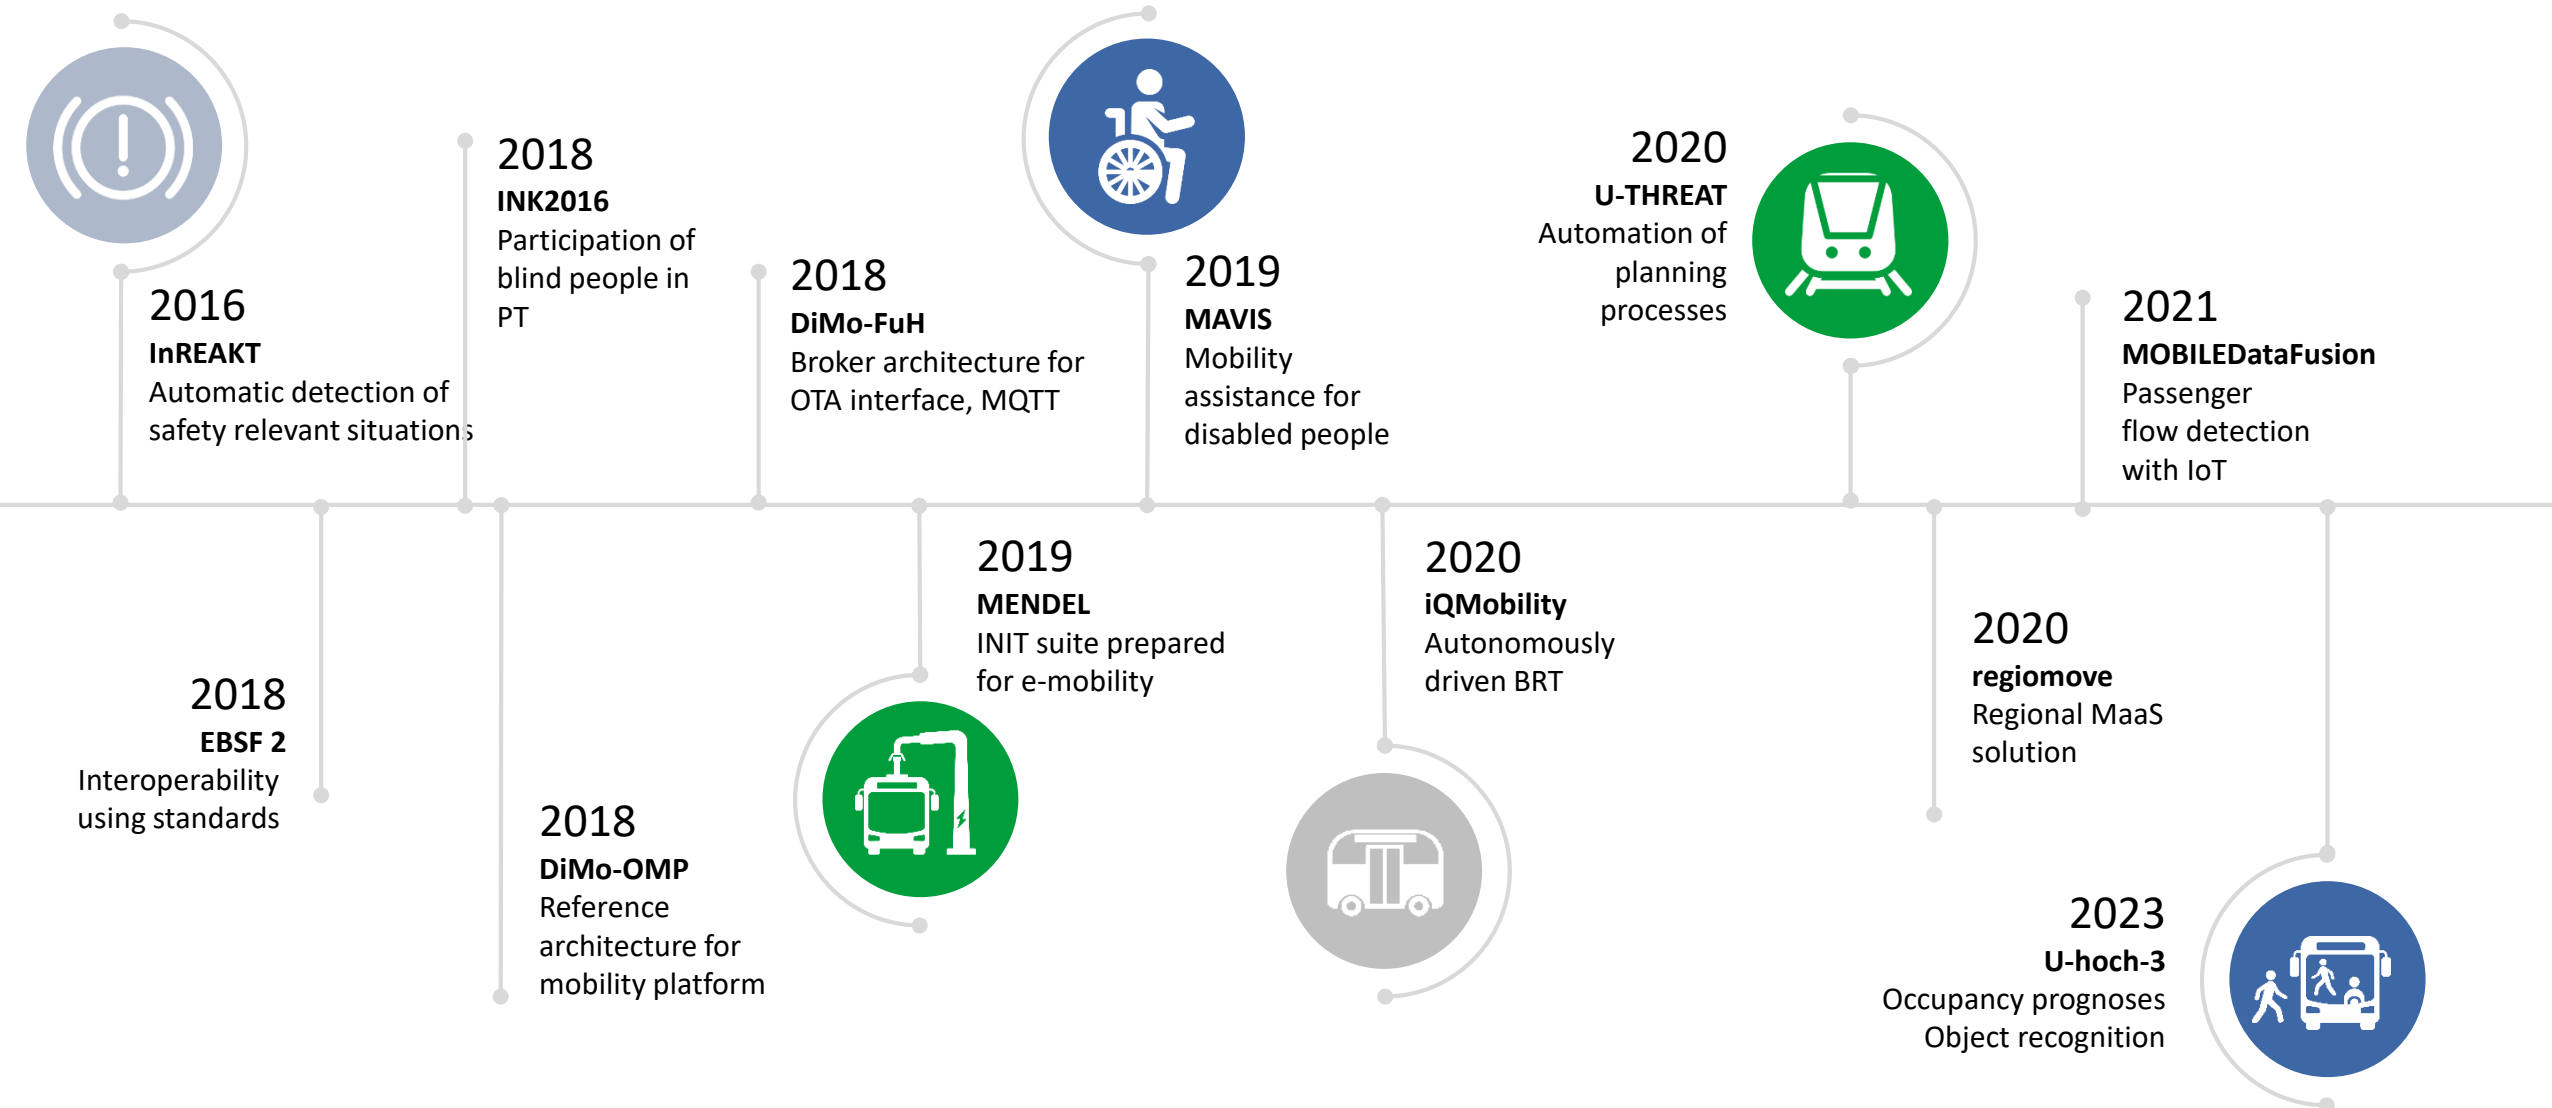 2016
InREAKT
Automatic detection of
safety relevant situations
2018
EBSF 2
Interoperability
using standards
2018
INK2016
Participation of
blind people in
PT
2018
DiMo-OMP
Reference
architecture for
mobility platform
2018
DiMo-FuH
Broker architecture for
OTA interface, MQTT
2019
MENDEL
INIT suite prepared
for e-mobility
2019
MAVIS
Mobility
assistance for
disabled people
2020
iQMobility
Autonomously
driven BRT
2020
U-THREAT
Automation of
planning
processes
2020
regiomove
Regional MaaS
solution
2021
MOBILEDataFusion
Passenger
flow detection
with IoT
2023
U-hoch-3
Occupancy prognoses
Object recognition